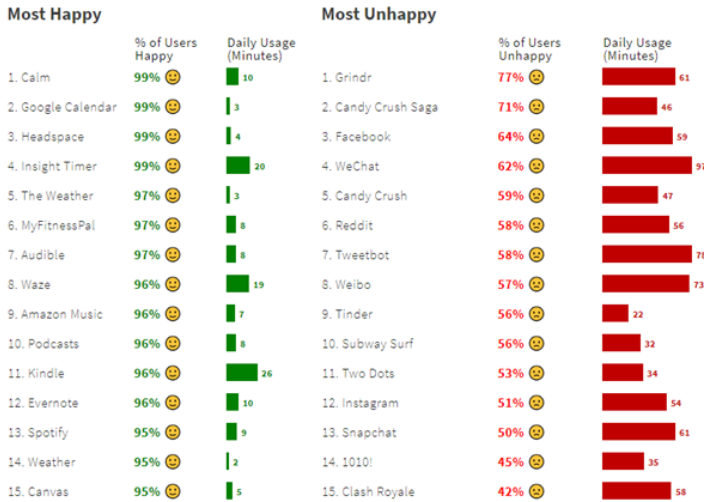 Most Happy
Most Unhappy
% of Users Happy
Daily Usage (Minutes)
% of Users Unhappy
Daily Usage (Minutes)
1. Calm 99% 10
1. Grindr 77% 61
2. Google Calendar 99% 3
2. Candy Crush Saga 71% 46
3. Headspace 99% 4
3. Facebook 64% 59
4. Insight Timer 99% 20
4. WeChat 62% 97
5. The Weather 97% 3
5. Candy Crush 59% 47
6. MyFitnessPal 97% 8
6. Reddit 58% 56
7. Audible 97% 8
7. Tweetbot 58% 78
8. Waze 96% 19
8. Weibo 57% 73
9. Amazon Music 96% 7
9. Tinder 56% 22
10. Podcasts 96% 8
10. Subway Surf 56% 32
11. Kindle 96% 26
11. Two Dots 53% 34
12. Evernote 96% 10
12. Instagram 51% 54
13. Spotify 95% 9
13. Snapchat 50% 61
14. Weather 95% 2
14. 1010! 45% 35
15. Canvas 95% 5
15. Clash Royale 42% 58